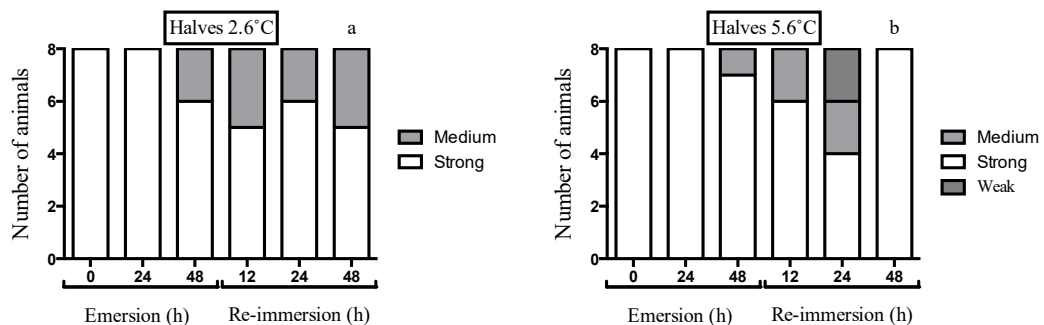 Halves 2.6˚C
a
Number of animals
8
6
4
2
0
0 24 48 12 24 48
Emersion (h) Re-immersion (h)
Medium
Strong
Halves 5.6˚C
b
Number of animals
8
6
4
2
0
0 24 48 12 24 48
Emersion (h) Re-immersion (h)
Medium
Strong
Weak